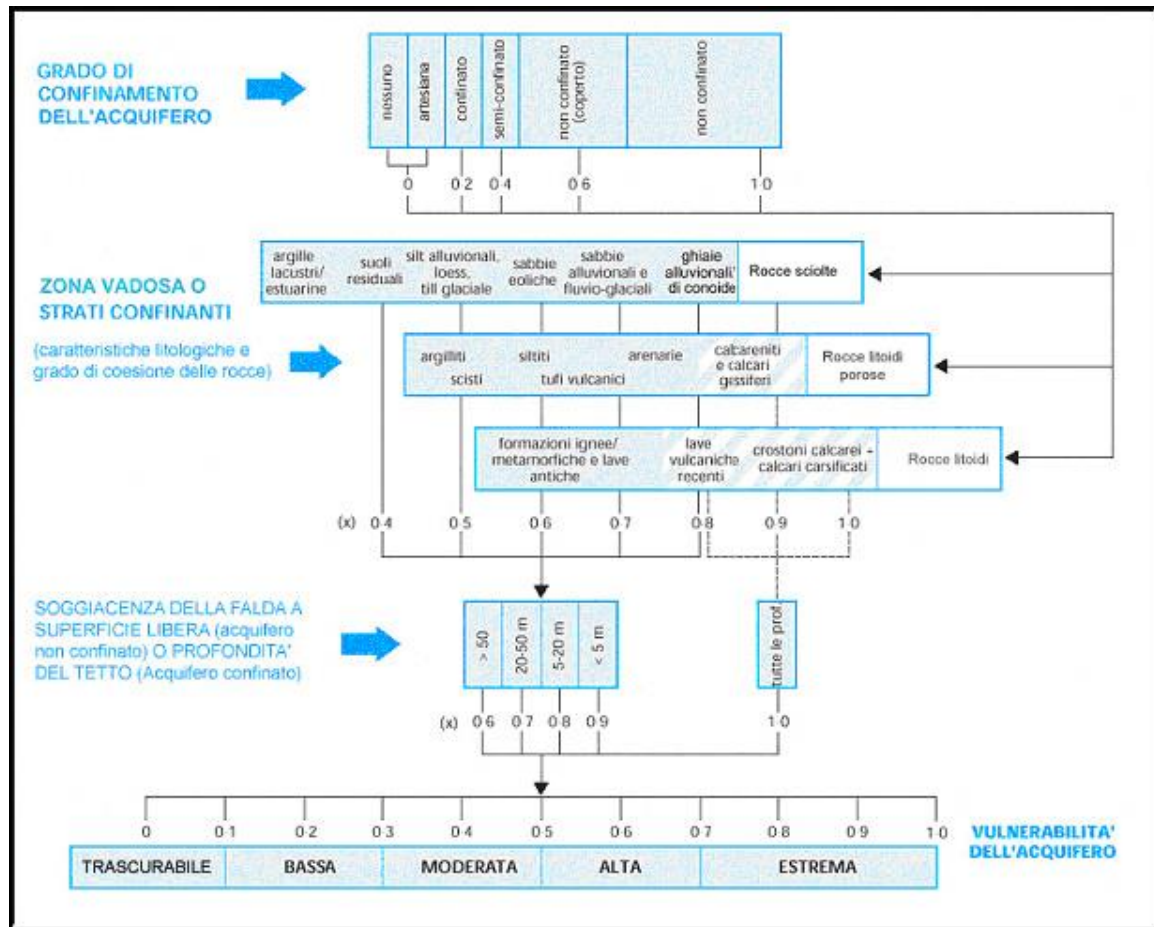 GRADO DI
CONFINAMENTO
DELL'ACQUIFERO
nessuno
artesiana
confinato
semi-confinato
non confinato
(coperto)
non confinato
0
0·2
0·4
0·6
1·0
ZONA VADOSA O
STRATI CONFINANTI
(caratteristiche litologiche e
grado di coesione delle rocce)
argille
lacustri/
estuarine
suoli
residuali
silt alluvionali,
loess,
till glaciale
sabbie
eoliche
sabbie
alluvionali e
fluvio-glaciali
ghiaie
alluvionali'
di conoide
Rocce sciolte
argilliti
scisti
siltiti
tufi vulcanici
arenarie
calcareniti
e calcari
gessiferi
Rocce litoidi
porose
formazioni ignee/
metamorfiche e lave
antiche
lave
vulcaniche
recenti
crostoni calcarei –
calcari carsificati
Rocce litoidi
(x) 0·4 0·5 0·6 0·7 0·8 0·9 1·0
SOGGIACENZA DELLA FALDA A
SUPERFICIE LIBERA (acquifero
non confinato) O PROFONDITA'
DEL TETTO (Acquifero confinato)
> 50
20-50 m
5-20 m
< 5 m
tutte le prof.
(x) 0·6 0·7 0·8 0·9 1·0
0 0·1 0·2 0·3 0·4 0·5 0·6 0·7 0·8 0·9 1·0
TRASCURABILE BASSA MODERATA ALTA ESTREMA
VULNERABILITA'
DELL'ACQUIFERO